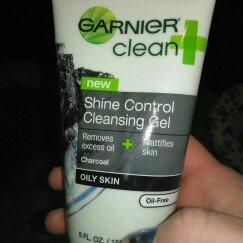 GARNIER
clean+
new
Shine Control
Cleansing Gel
Removes
excess oil
+
Mattifies
skin
Charcoal
OILY SKIN
Oil-Free
5 FL. OZ.